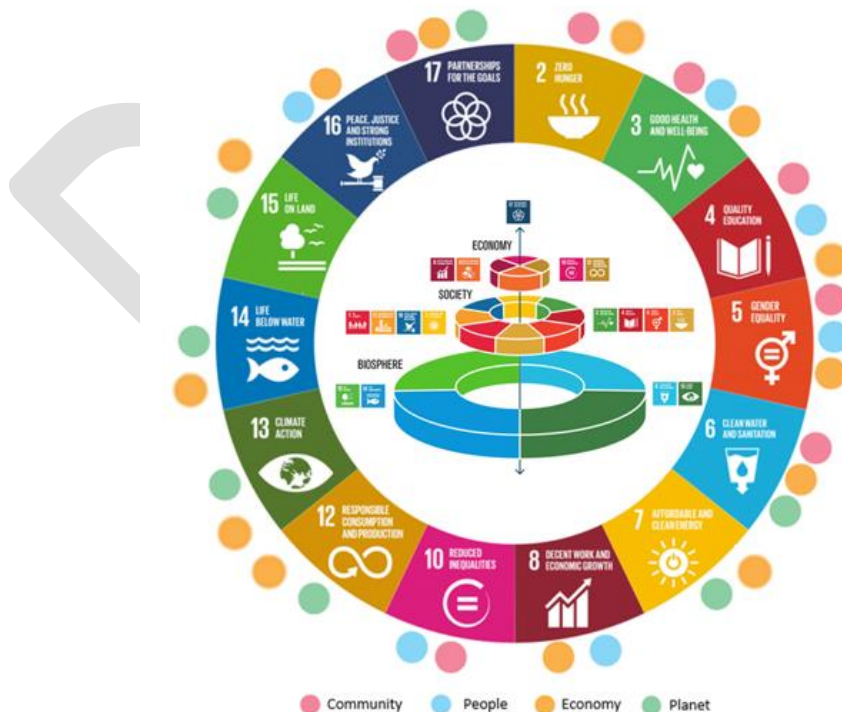 17 PARTNERSHIPS
FOR THE GOALS
2 ZERO
HUNGER
3 GOOD HEALTH
AND WELL-BEING
4 QUALITY
EDUCATION
5 GENDER
EQUALITY
6 CLEAN WATER
AND SANITATION
7 AFFORDABLE AND
CLEAN ENERGY
8 DECENT WORK AND
ECONOMIC GROWTH
10 REDUCED
INEQUALITIES
12 RESPONSIBLE
CONSUMPTION
AND PRODUCTION
13 CLIMATE
ACTION
14 LIFE
BELOW WATER
15 LIFE
ON LAND
16 PEACE, JUSTICE
AND STRONG
INSTITUTIONS
ECONOMY
SOCIETY
BIOSPHERE
Community People Economy Planet